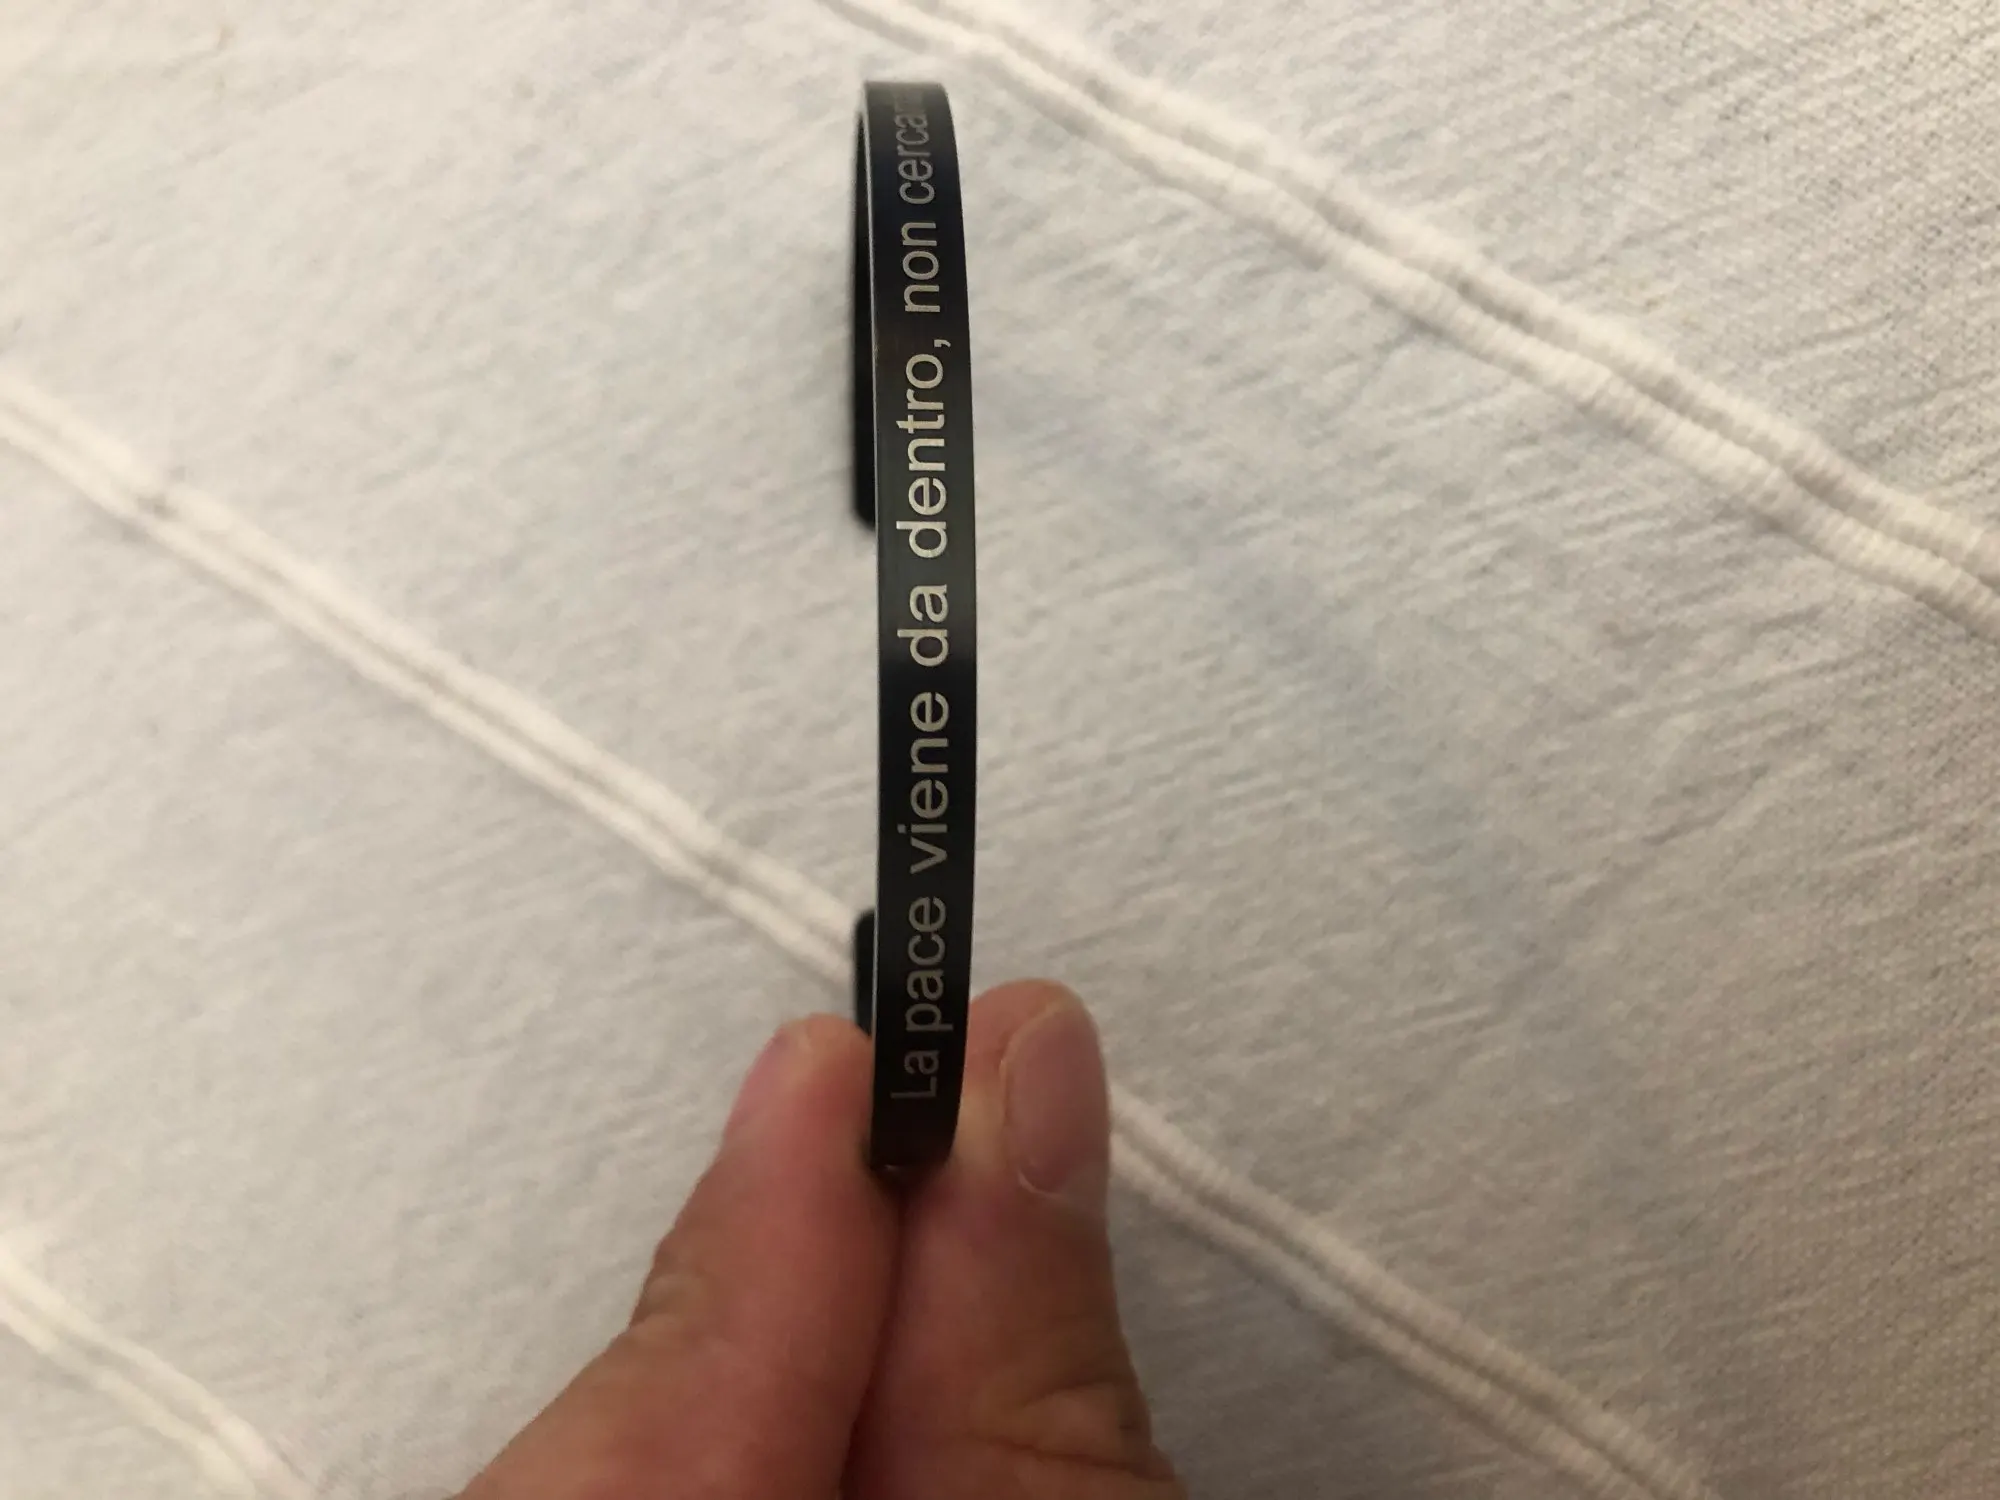 La pace viene da dentro, non